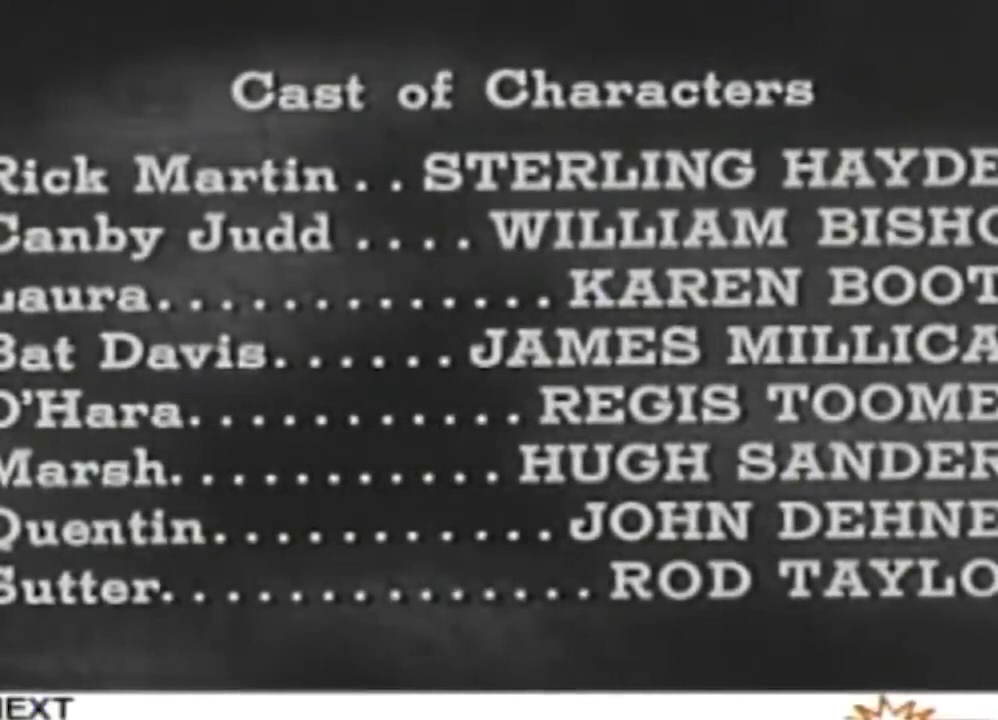 Cast of Characters
Rick Martin . . STERLING HAYDE
Canby Judd . . . . WILLIAM BISHO
Laura. . . . . . . . . . . . . KAREN BOOT
Bat Davis. . . . . . JAMES MILLICA
O'Hara. . . . . . . . . . . REGIS TOOME
Marsh. . . . . . . . . . . HUGH SANDER
Quentin. . . . . . . . . . . JOHN DEHNE
Sutter. . . . . . . . . . . . . . ROD TAYLO
NEXT